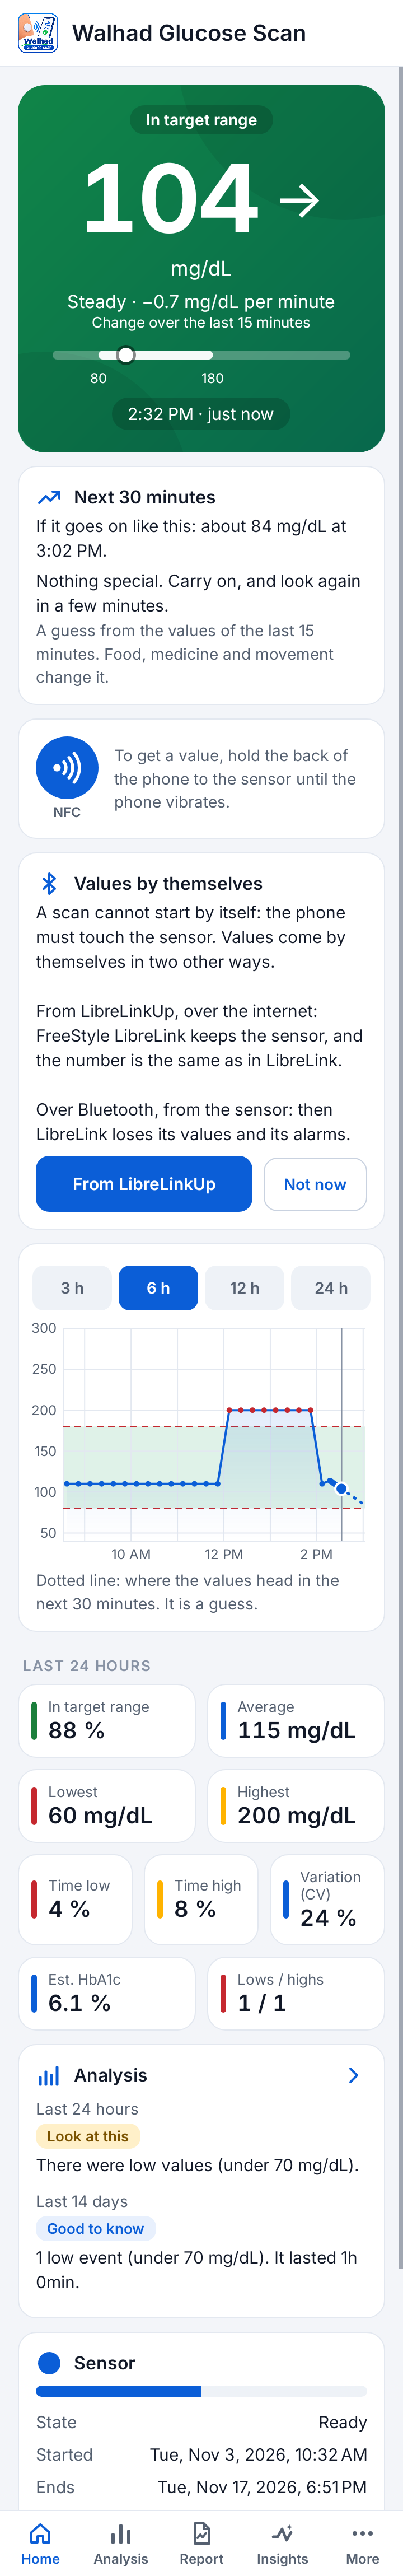 Walhad
Glucose Scan
Walhad Glucose Scan
In target range
104 →
mg/dL
Steady · −0.7 mg/dL per minute
Change over the last 15 minutes
80 180
2:32 PM · just now
Next 30 minutes
If it goes on like this: about 84 mg/dL at
3:02 PM.
Nothing special. Carry on, and look again
in a few minutes.
A guess from the values of the last 15
minutes. Food, medicine and movement
change it.
NFC
To get a value, hold the back of
the phone to the sensor until the
phone vibrates.
Values by themselves
A scan cannot start by itself: the phone
must touch the sensor. Values come by
themselves in two other ways.
From LibreLinkUp, over the internet:
FreeStyle LibreLink keeps the sensor, and
the number is the same as in LibreLink.
Over Bluetooth, from the sensor: then
LibreLink loses its values and its alarms.
From LibreLinkUp Not now
3 h 6 h 12 h 24 h
300
250
200
150
100
50
10 AM 12 PM 2 PM
Dotted line: where the values head in the
next 30 minutes. It is a guess.
LAST 24 HOURS
In target range
88 %
Average
115 mg/dL
Lowest
60 mg/dL
Highest
200 mg/dL
Time low
4 %
Time high
8 %
Variation
(CV)
24 %
Est. HbA1c
6.1 %
Lows / highs
1 / 1
Analysis
Last 24 hours
Look at this
There were low values (under 70 mg/dL).
Last 14 days
Good to know
1 low event (under 70 mg/dL). It lasted 1h
0min.
Sensor
State Ready
Started Tue, Nov 3, 2026, 10:32 AM
Ends Tue, Nov 17, 2026, 6:51 PM
Home Analysis Report Insights More